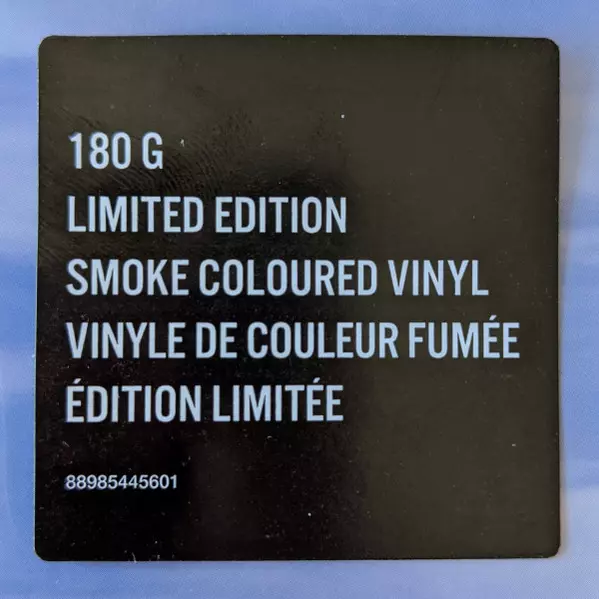 180 G
LIMITED EDITION
SMOKE COLOURED VINYL
VINYLE DE COULEUR FUMÉE
ÉDITION LIMITÉE
88985445601